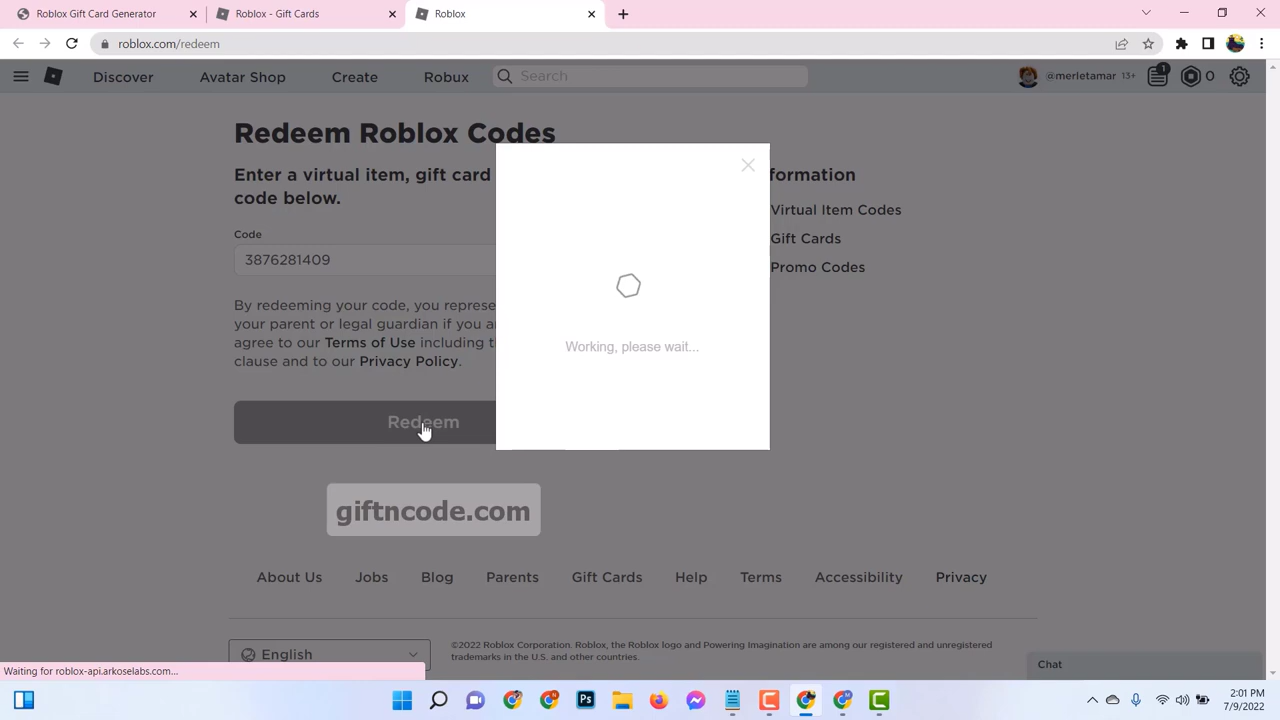 Roblox Gift Card Generator
Roblox - Gift Cards
Roblox
roblox.com/redeem
Discover
Avatar Shop
Create
Robux
Search
@merletamar 13+
1
0
Redeem Roblox Codes
Enter a virtual item, gift card
code below.
Code
3876281409
By redeeming your code, you represe
your parent or legal guardian if you a
agree to our Terms of Use including t
clause and to our Privacy Policy.
Redeem
Working, please wait...
formation
Virtual Item Codes
Gift Cards
Promo Codes
giftncode.com
About Us
Jobs
Blog
Parents
Gift Cards
Help
Terms
Accessibility
Privacy
English
©2022 Roblox Corporation. Roblox, the Roblox logo and Powering Imagination are among our registered and unregistered
trademarks in the U.S. and other countries.
Chat
Waiting for roblox-api.arkoselabs.com...
Ps
2:01 PM
7/9/2022